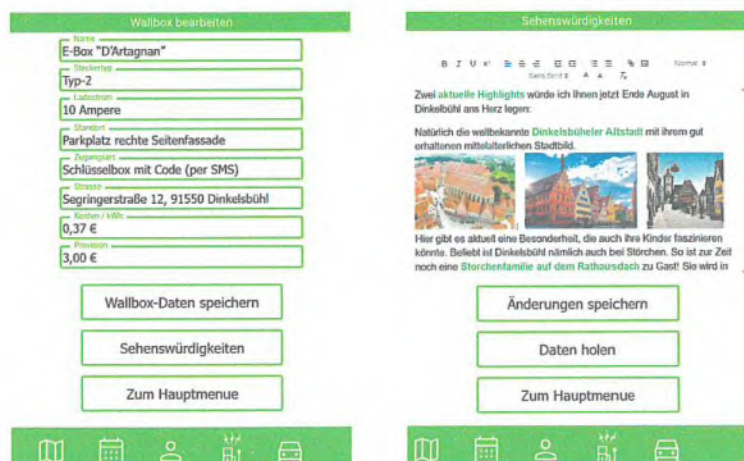 Wallbox bearbeiten
Name
E-Box "D'Artagnan"
Steckertyp
Typ-2
Ladestrom
10 Ampere
Standort
Parkplatz rechte Seitenfassade
Zugangsart
Schlüsselbox mit Code (per SMS)
Strasse
Segringerstraße 12, 91550 Dinkelsbühl
Kosten / kWh
0,37 €
Provision
3,00 €
Wallbox-Daten speichern
Sehenswürdigkeiten
Zum Hauptmenue
Sehenswürdigkeiten
B I U
Normal
Sans Serif
Zwei aktuelle Highlights würde ich Ihnen jetzt Ende August in
Dinkelbühl ans Herz legen:
Natürlich die weltbekannte Dinkelsbüheler Altstadt mit ihrem gut
erhaltenen mittelalterlichen Stadtbild.
Hier gibt es aktuell eine Besonderheit, die auch ihre Kinder faszinieren
könnte. Beliebt ist Dinkelsbühl nämlich auch bei Störchen. So ist zur Zeit
noch eine Storchenfamilie auf dem Rathausdach zu Gast! Sie wird in
Änderungen speichern
Daten holen
Zum Hauptmenue